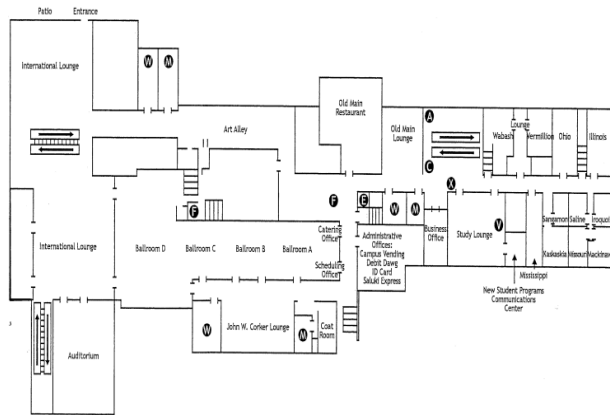 Patio Entrance
International Lounge
W M
Art Alley
Old Main
Restaurant
Old Main
Lounge
A
C
Lounge
Wabash Vermillion Ohio Illinois
X
F
F
E
W M
V
International Lounge
Ballroom D Ballroom C Ballroom B Ballroom A
Catering
Office
Scheduling
Office
Administrative
Offices:
Campus Vending
Debit Dawg
ID Card
Saluki Express
Business
Office
Study Lounge
Sangamon Saline Iroquois
Kaskaskia Missouri Mackinaw
Mississippi
New Student Programs
Communications
Center
Auditorium
W
John W. Corker Lounge
M
Coat
Room